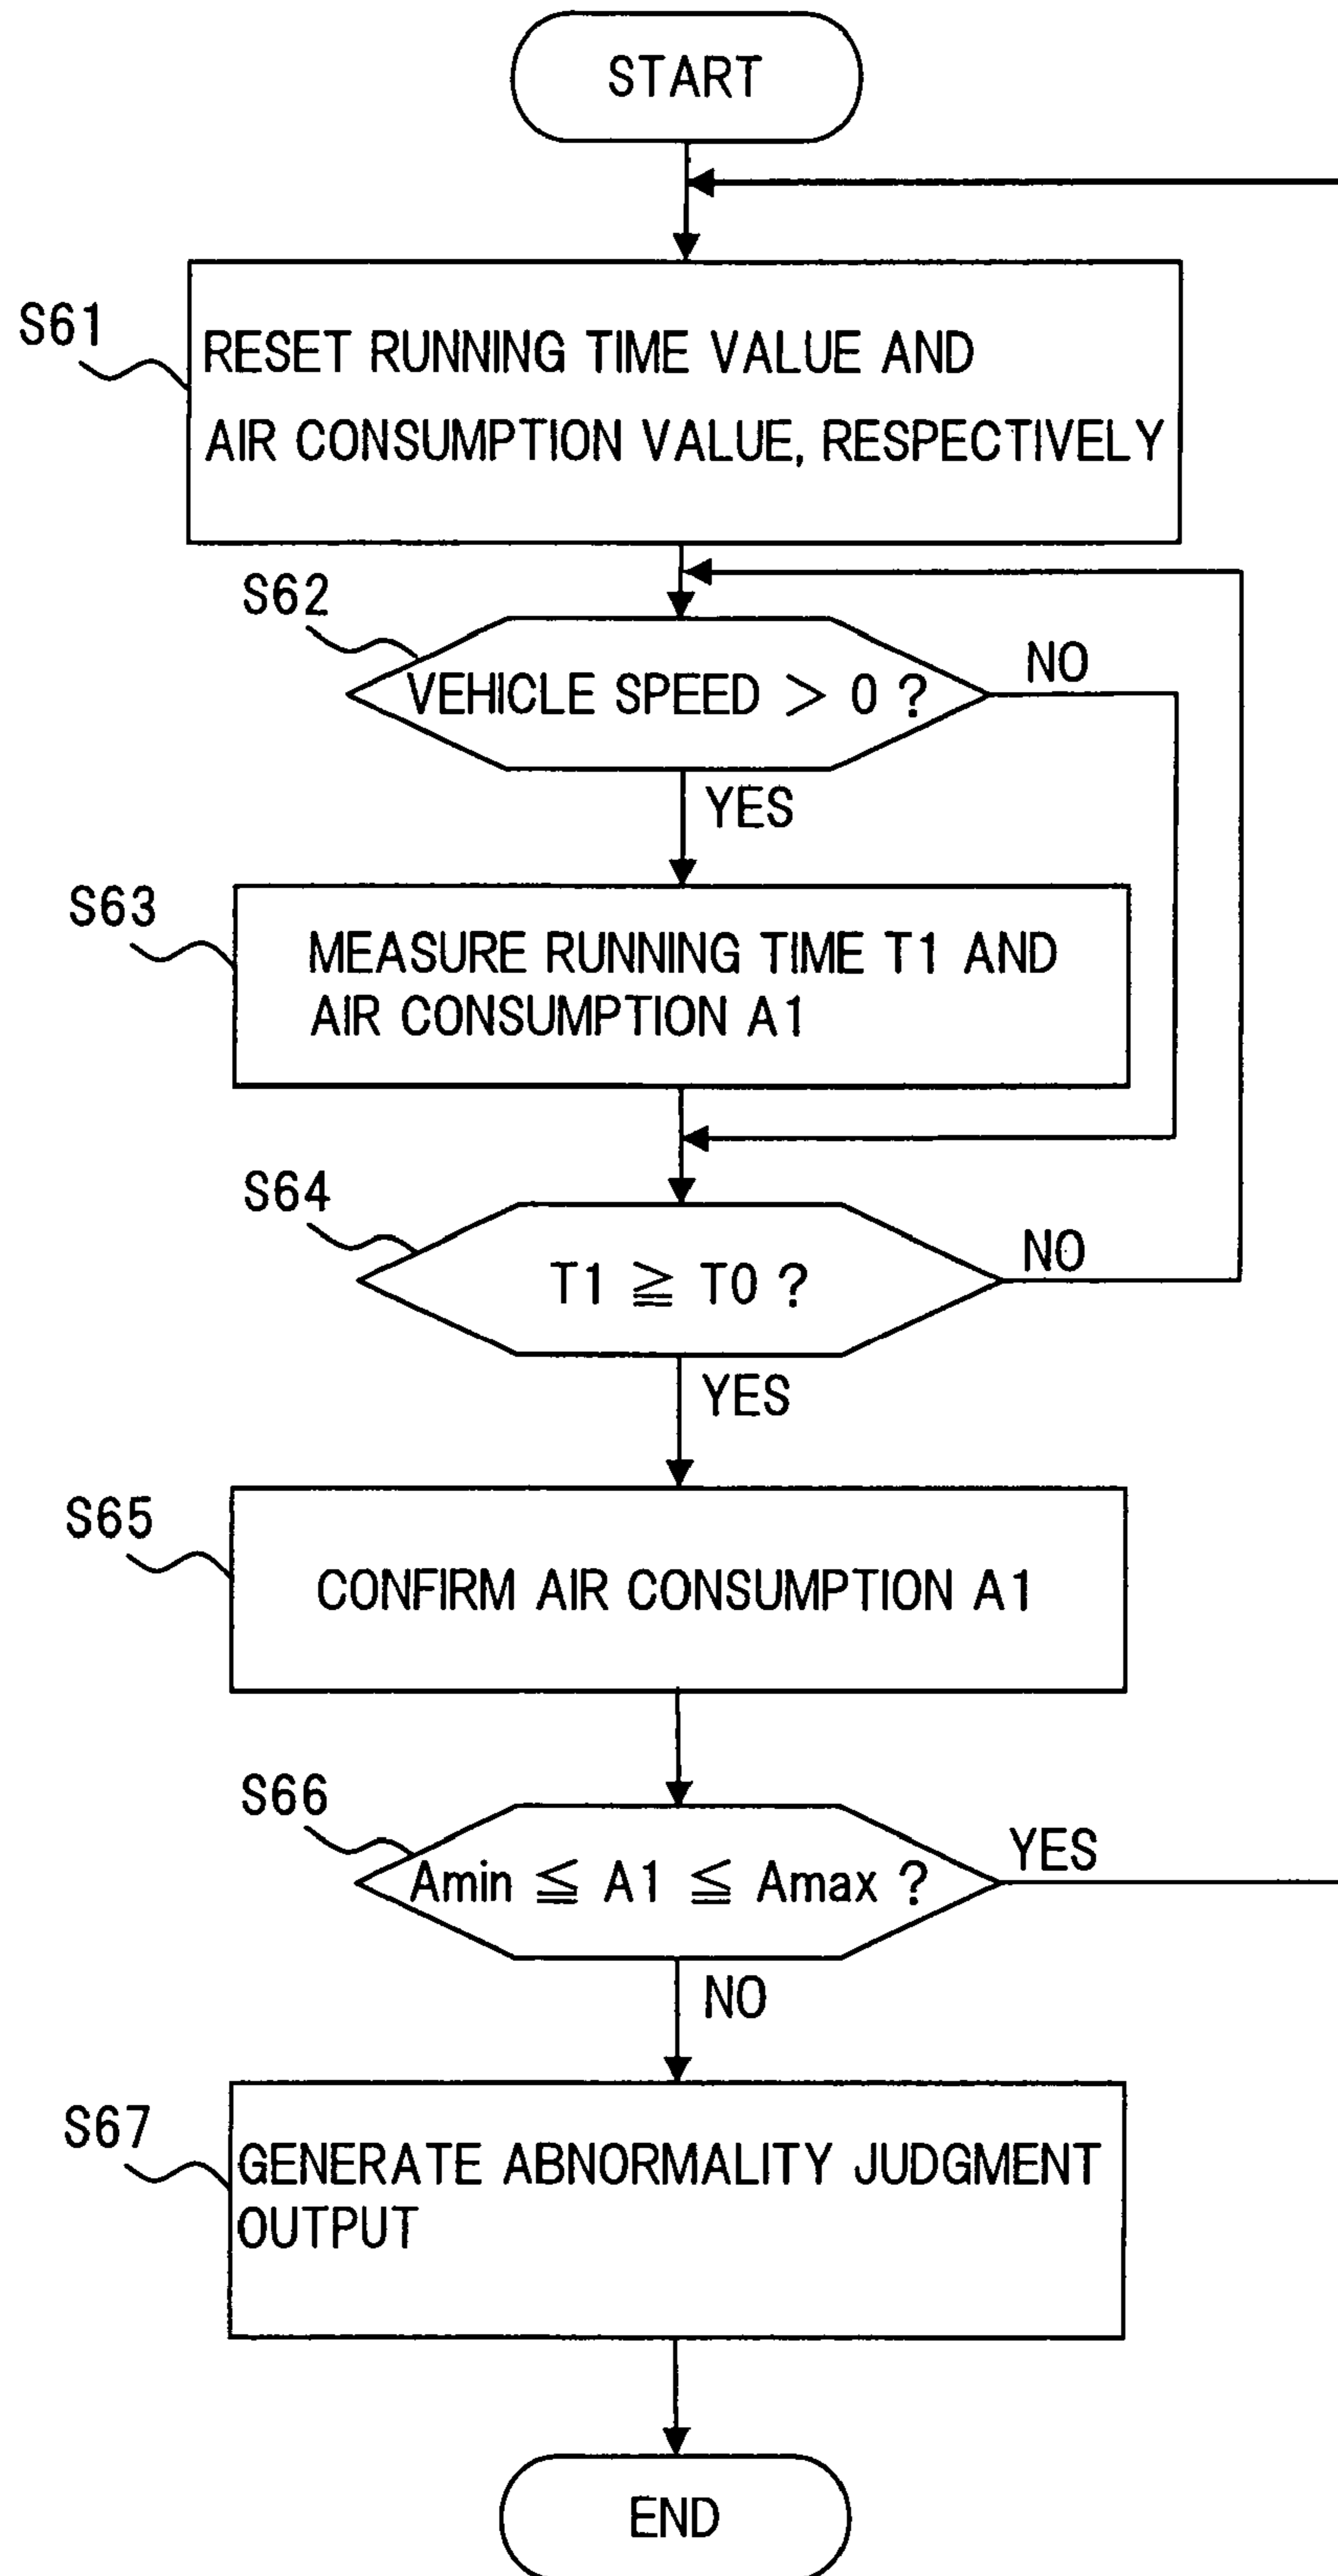 START
S61
RESET RUNNING TIME VALUE AND
AIR CONSUMPTION VALUE, RESPECTIVELY
S62
VEHICLE SPEED > 0 ?
NO
YES
S63
MEASURE RUNNING TIME T1 AND
AIR CONSUMPTION A1
S64
T1 ≧ T0 ?
NO
YES
S65
CONFIRM AIR CONSUMPTION A1
S66
Amin ≦ A1 ≦ Amax ?
YES
NO
S67
GENERATE ABNORMALITY JUDGMENT
OUTPUT
END